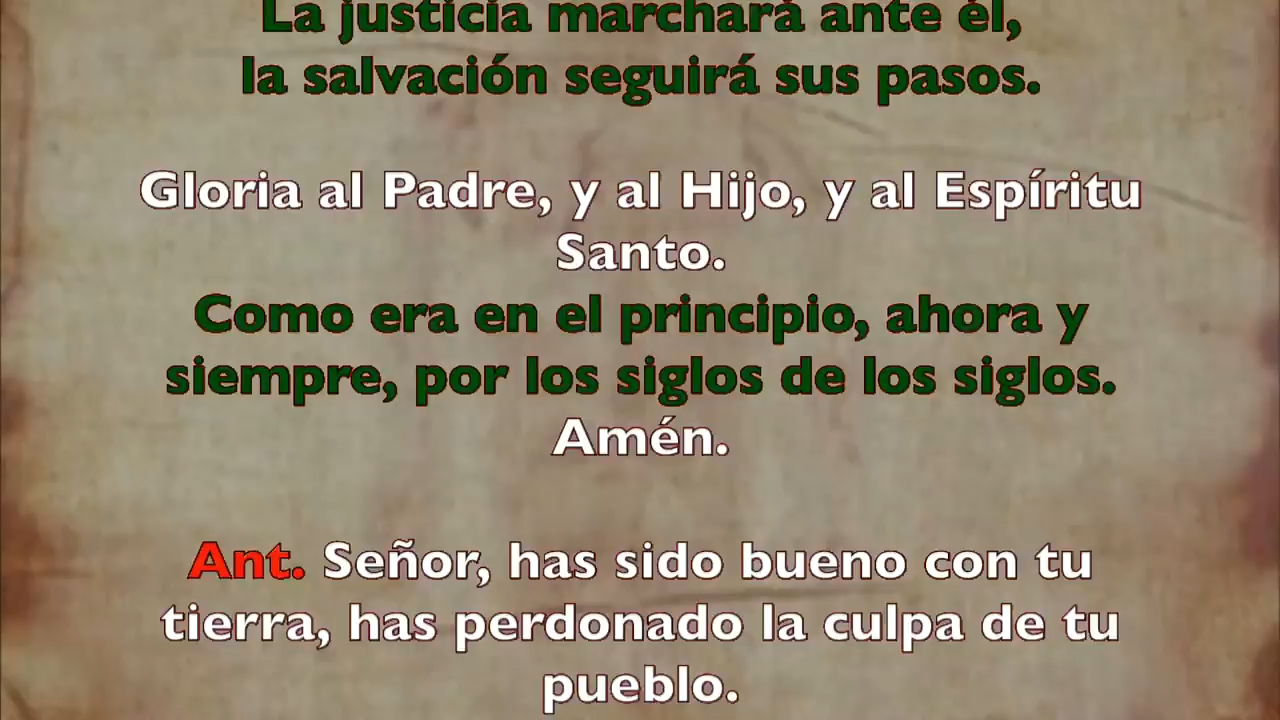 La justicia marchará ante él,
la salvación seguirá sus pasos.
Gloria al Padre, y al Hijo, y al Espíritu
Santo.
Como era en el principio, ahora y
siempre, por los siglos de los siglos.
Amén.
Ant. Señor, has sido bueno con tu
tierra, has perdonado la culpa de tu
pueblo.